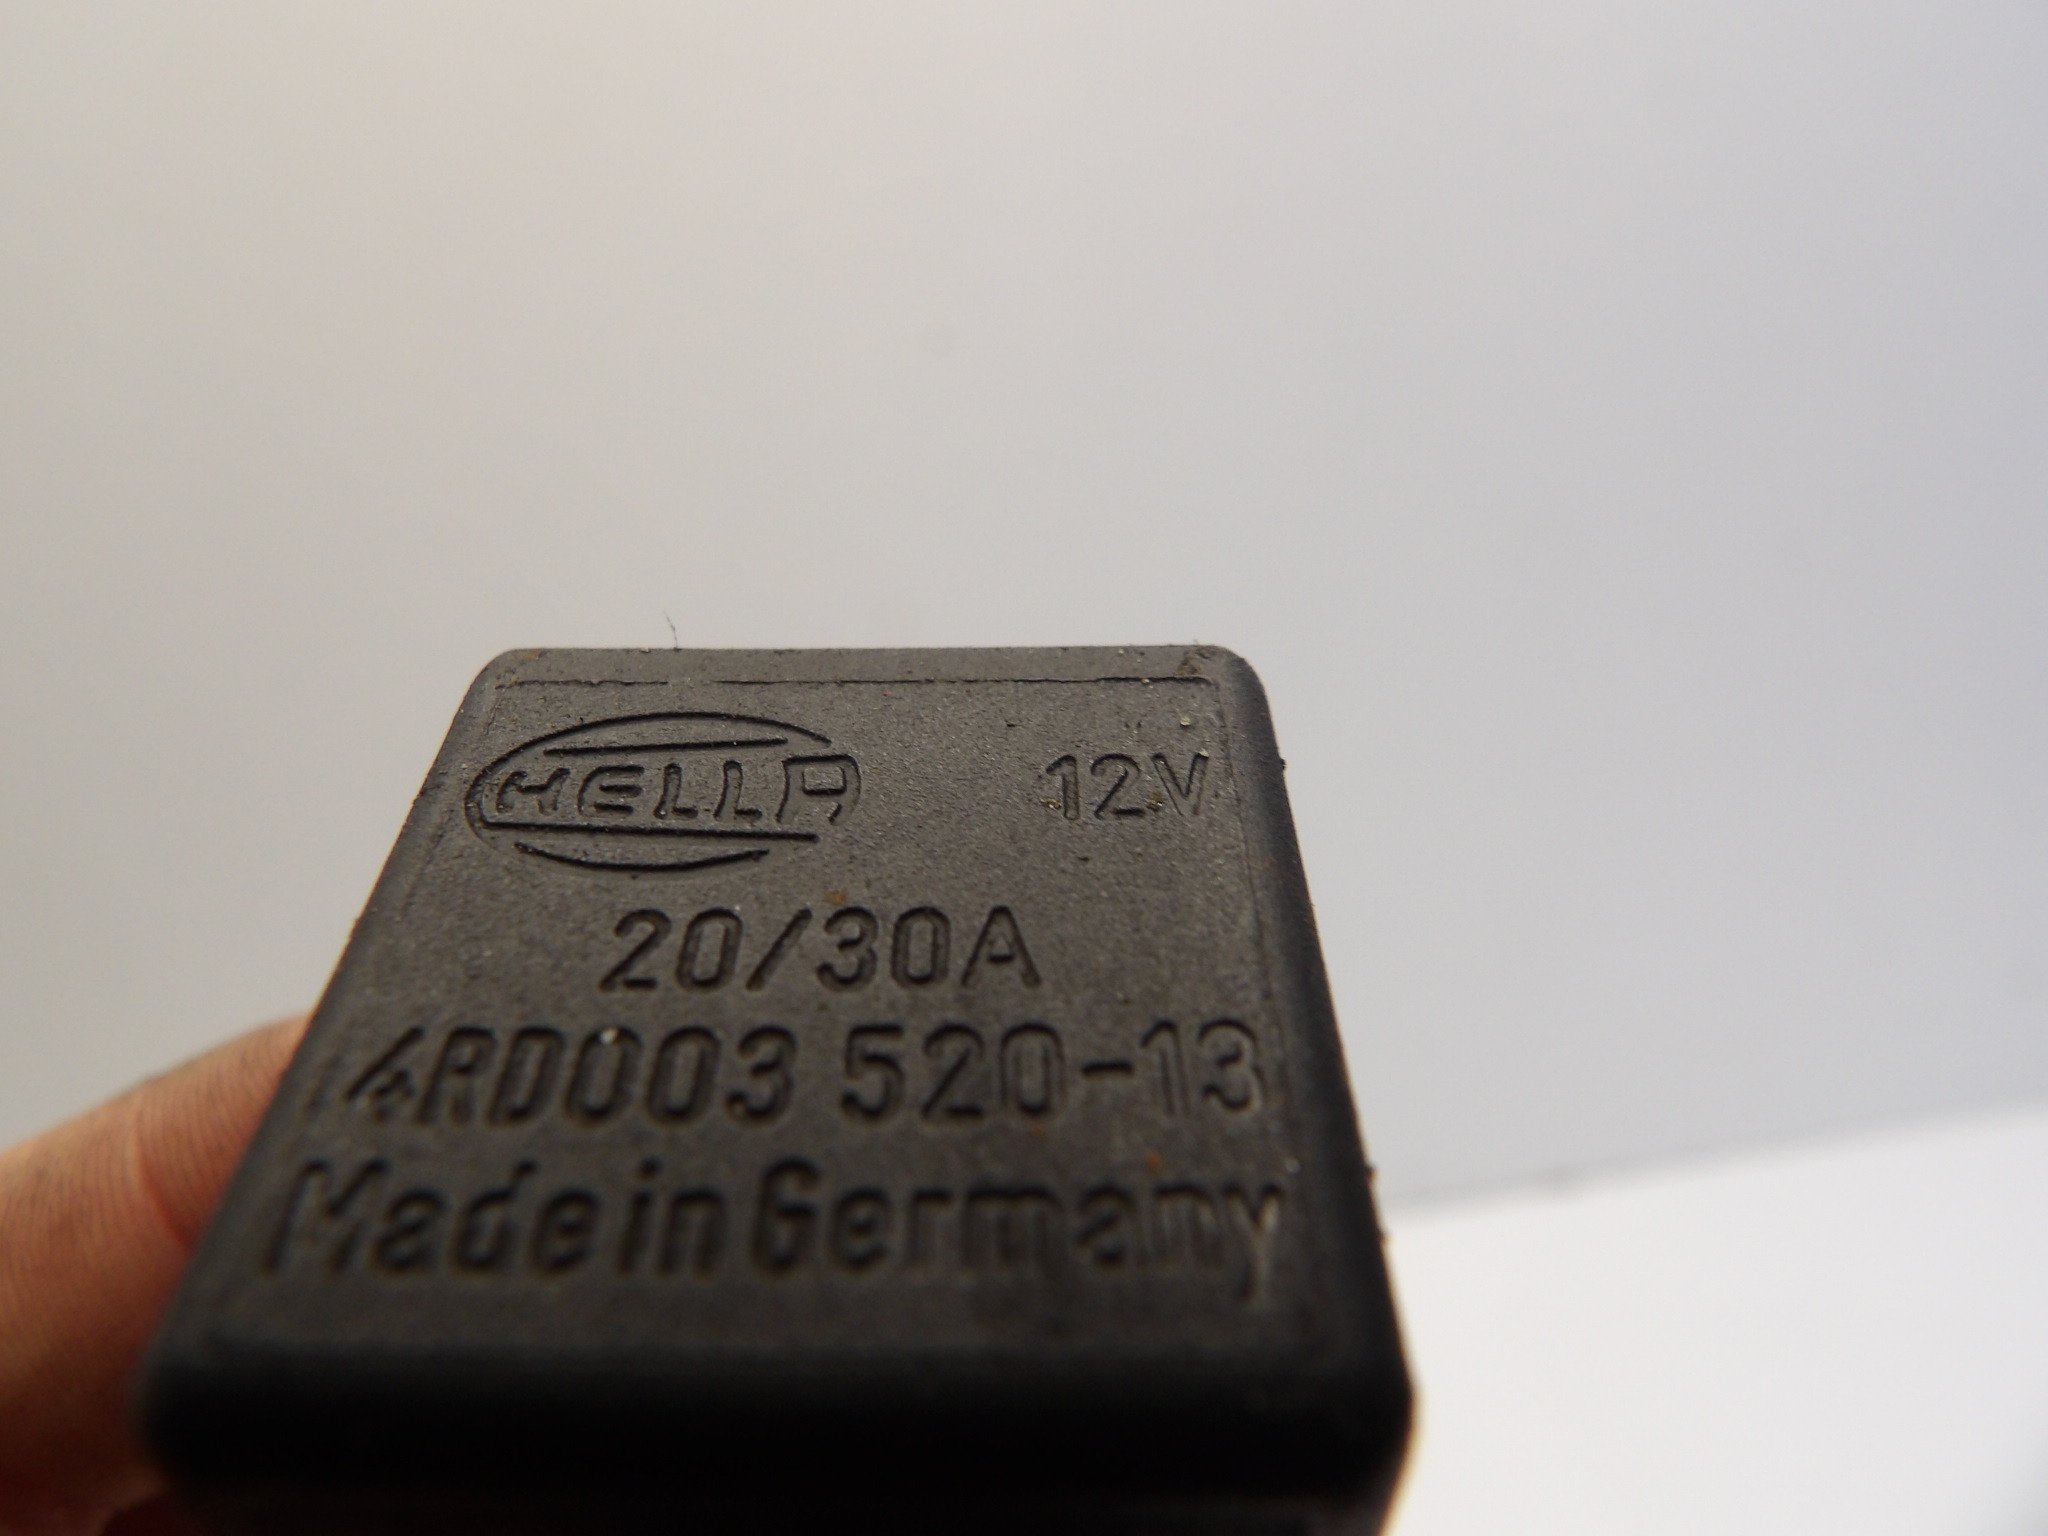 HELLA 12V
20/30A
4RD003 520-13
Made in Germany